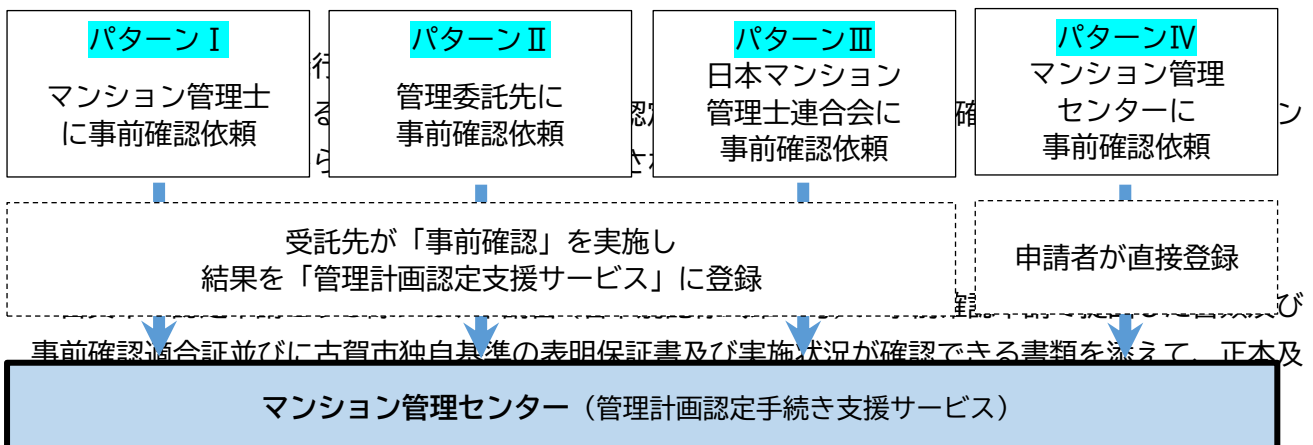 パターンⅠ
マンション管理士
に事前確認依頼
パターンⅡ
管理委託先に
事前確認依頼
パターンⅢ
日本マンション
管理士連合会に
事前確認依頼
パターンⅣ
マンション管理
センターに
事前確認依頼
受託先が「事前確認」を実施し
結果を「管理計画認定支援サービス」に登録
申請者が直接登録
事前確認適合証並びに古賀市独自基準の表明保証書及び実施状況が確認できる書類を添えて、正本及
マンション管理センター（管理計画認定手続き支援サービス）